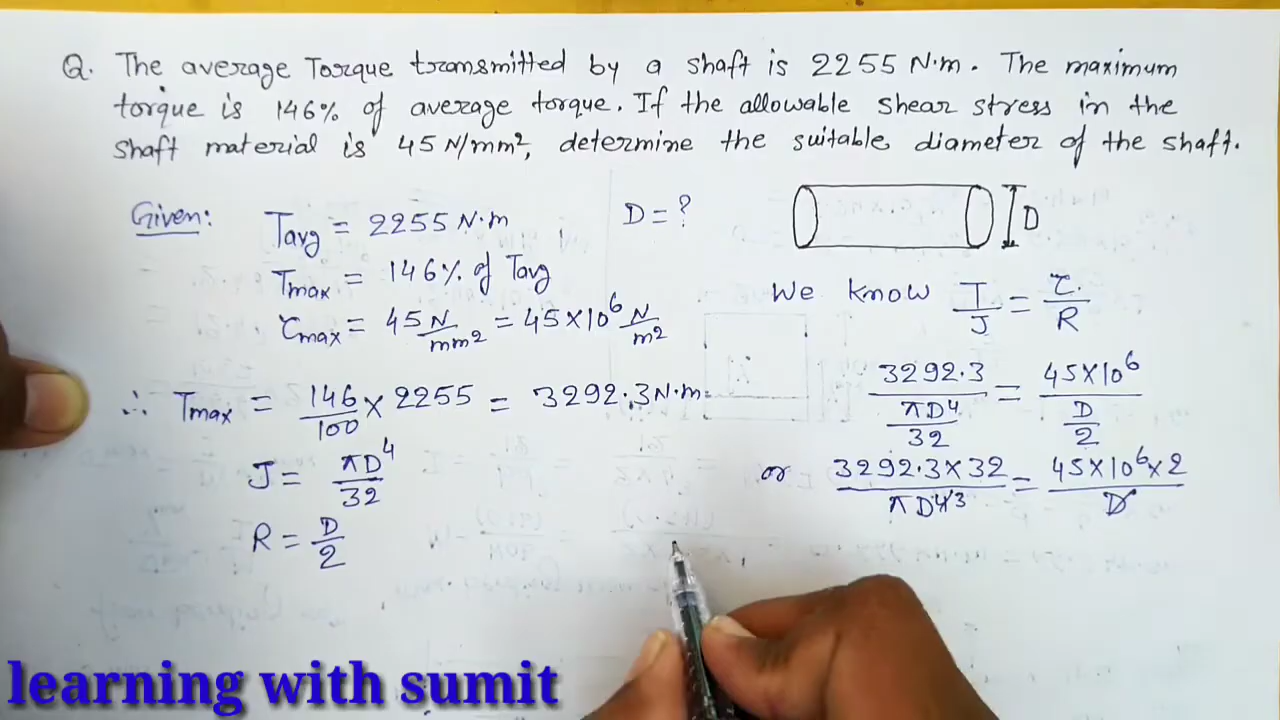 Q. The average Torque transmitted by a shaft is 2255 N·m. The maximum
torque is 146% of average torque. If the allowable shear stress in the
shaft material is 45 N/mm², determine the suitable diameter of the shaft.
Given: Tavg = 2255 N·m
D = ?
D
Tmax = 146% of Tavg
τmax = 45 N/mm² = 45×10⁶ N/m²
∴ Tmax = 146/100 × 2255 = 3292.3 N·m.
J = πD⁴/32
R = D/2
We know T/J = τ/R
3292.3/(πD⁴/32) = 45×10⁶/(D/2)
or 3292.3×32/πD⁴³ = 45×10⁶×2/D
learning with sumit